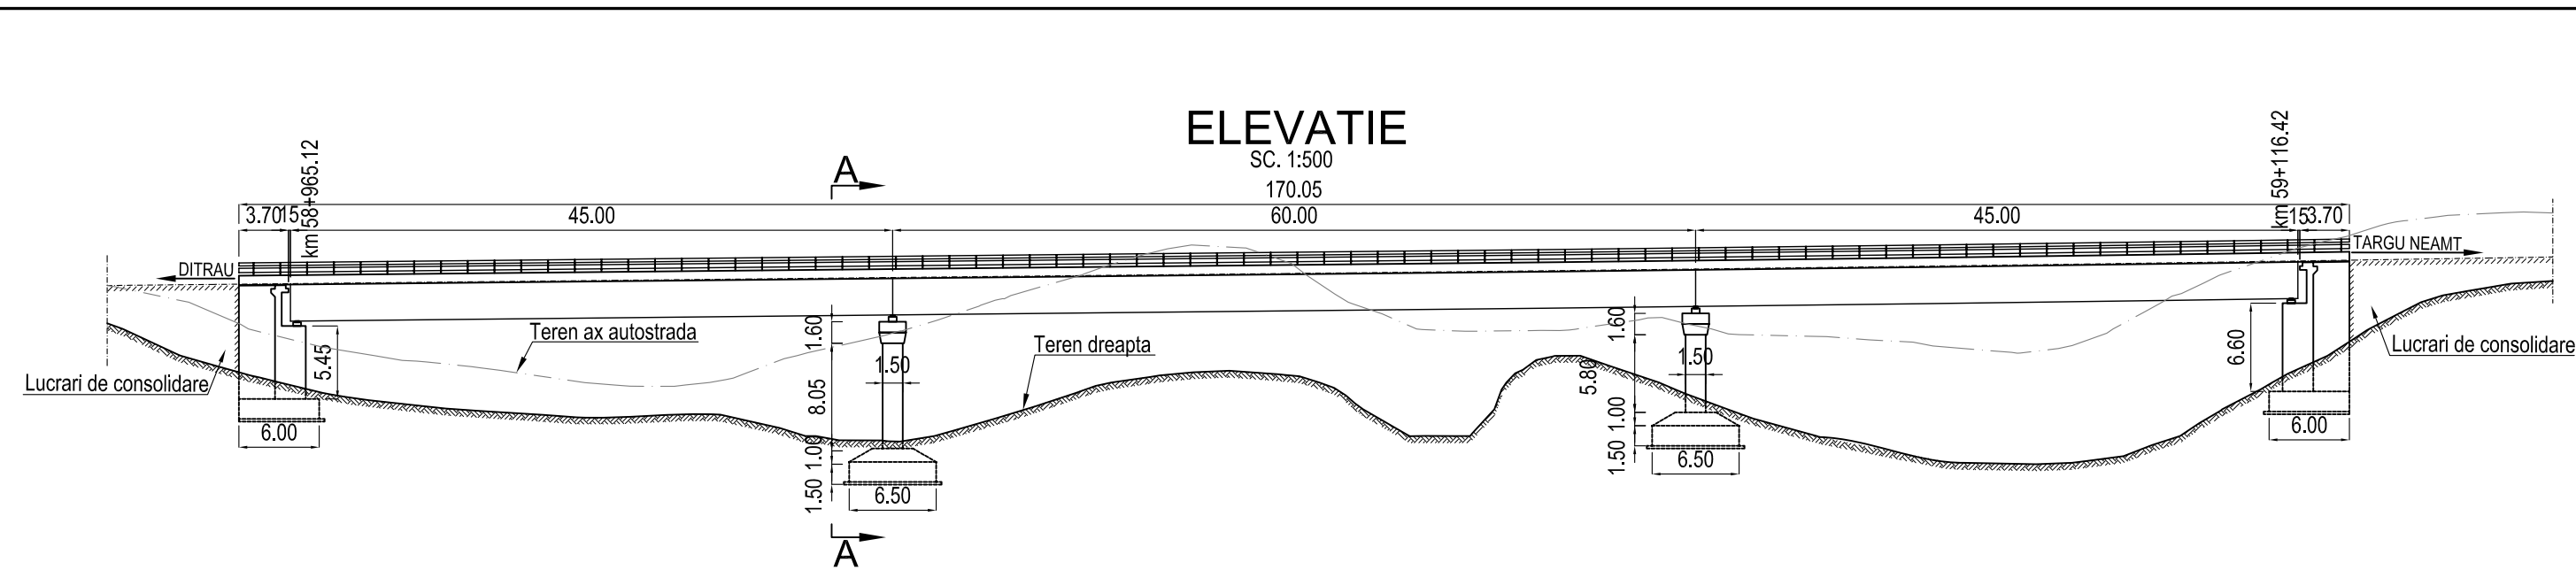 ELEVATIE
SC. 1:500
170.05
3.70
15
km 58+965.12
45.00
60.00
45.00
km 59+116.42
15
3.70
A
DITRAU
TARGU NEAMT
Teren ax autostrada
Teren dreapta
Lucrari de consolidare
Lucrari de consolidare
5.45
6.00
1.60
1.50
8.05
1.00
1.50
6.50
1.60
1.50
5.80
1.00
1.50
6.50
6.60
6.00
A